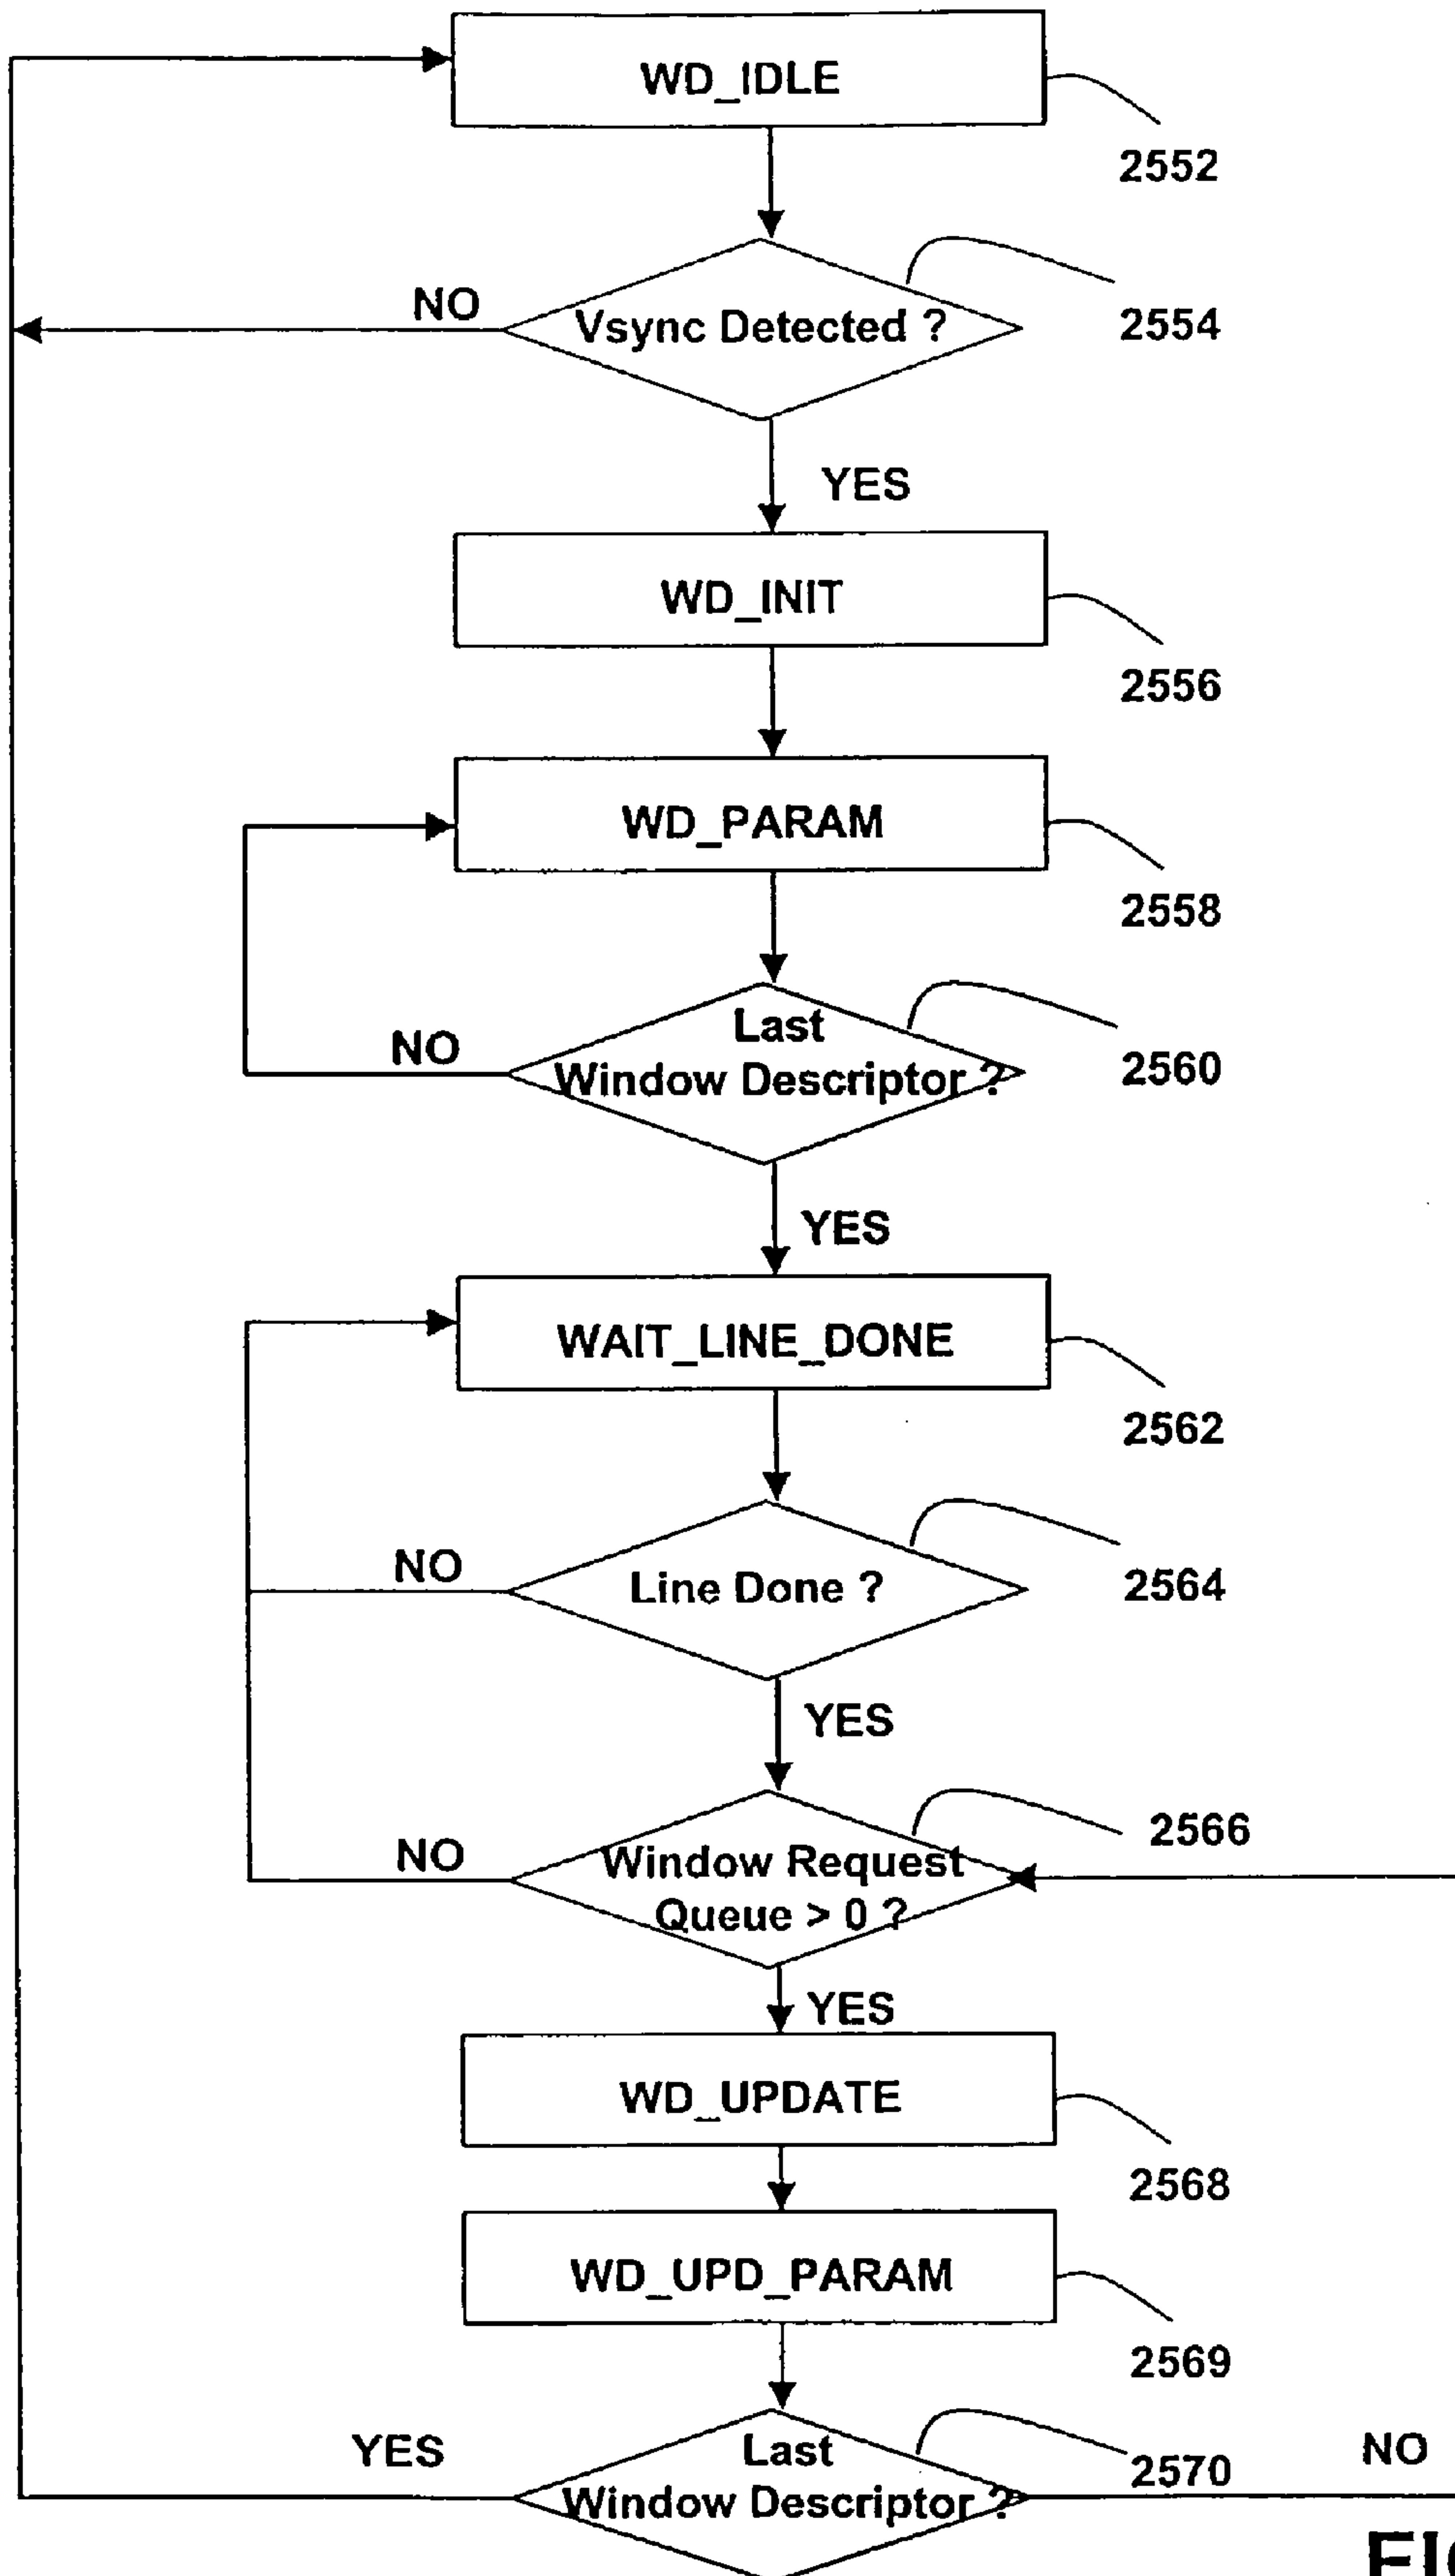 WD_IDLE
2552
NO
Vsync Detected ?
2554
YES
WD_INIT
2556
WD_PARAM
2558
Last
NO
Window Descriptor ?
2560
YES
WAIT_LINE_DONE
2562
NO
Line Done ?
2564
YES
2566
NO
Window Request
Queue > 0 ?
YES
WD_UPDATE
2568
WD_UPD_PARAM
2569
YES
Last
NO
2570
Window Descriptor ?